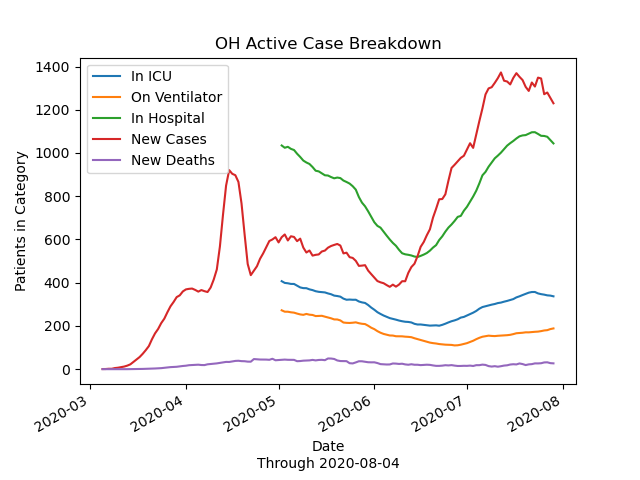 OH Active Case Breakdown
Patients in Category
1400
1200
1000
800
600
400
200
0
In ICU
On Ventilator
In Hospital
New Cases
New Deaths
2020-03
2020-04
2020-05
2020-06
2020-07
2020-08
Date
Through 2020-08-04